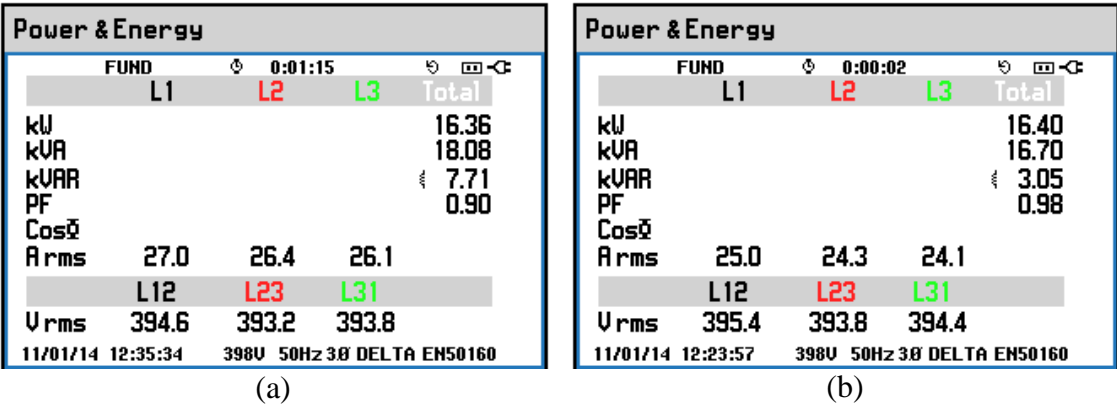 Power & Energy
FUND 0:01:15
L1 L2 L3 Total
kW 16.36
kVA 18.08
kVAR 7.71
PF 0.90
CosΦ
A rms 27.0 26.4 26.1
L12 L23 L31
V rms 394.6 393.2 393.8
11/01/14 12:35:34 398V 50Hz 3Ø DELTA EN50160
(a)
Power & Energy
FUND 0:00:02
L1 L2 L3 Total
kW 16.40
kVA 16.70
kVAR 3.05
PF 0.98
CosΦ
A rms 25.0 24.3 24.1
L12 L23 L31
V rms 395.4 393.8 394.4
11/01/14 12:23:57 398V 50Hz 3Ø DELTA EN50160
(b)